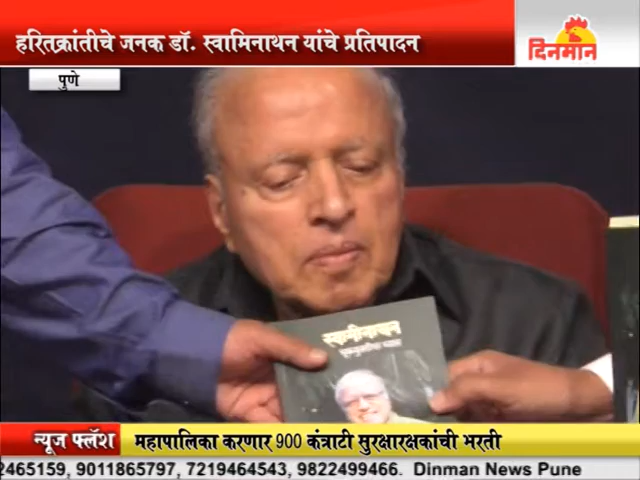 हरितक्रांतीचे जनक डॉ. स्वामिनाथन यांचे प्रतिपादन
दिनमान
पुणे
स्वामीनाथन
भूकमुक्तीचा ध्यास
न्यूज फ्लॅश
महापालिका करणार 900 कंत्राटी सुरक्षारक्षकांची भरती
2465159, 9011865797, 7219464543, 9822499466. Dinman News Pune